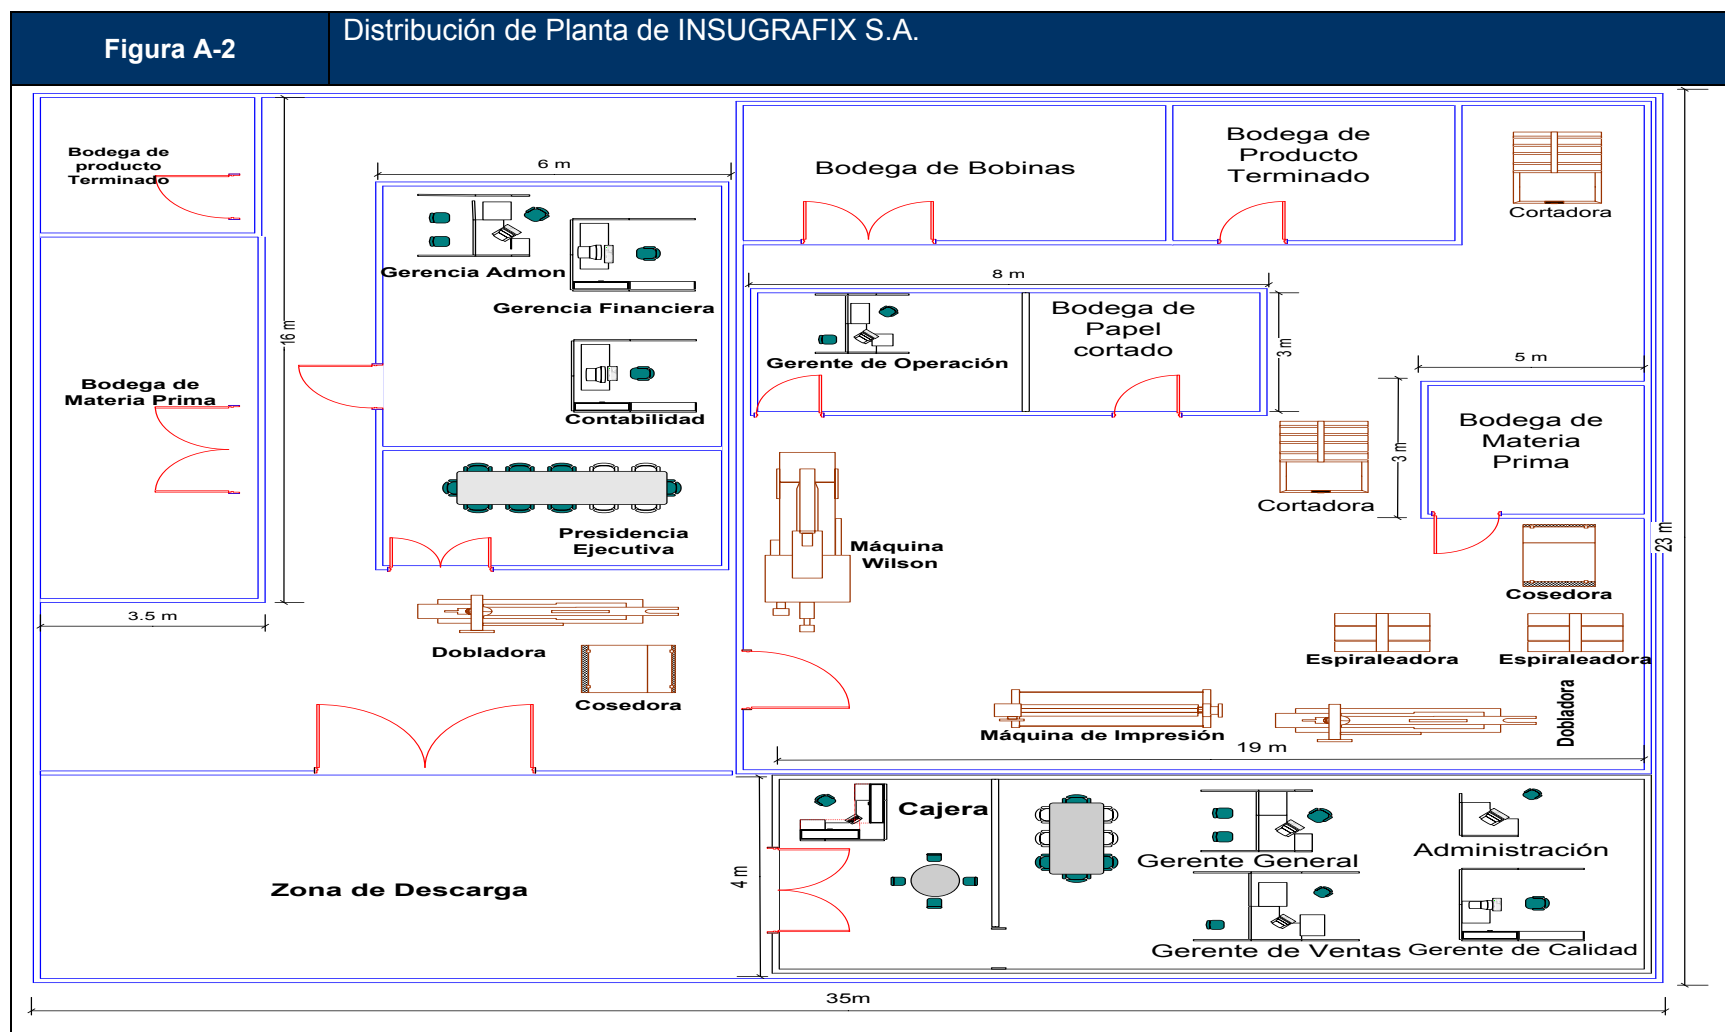 Figura A-2
Distribución de Planta de INSUGRAFIX S.A.
Bodega de
producto
Terminado
6 m
Bodega de Bobinas
Bodega de
Producto
Terminado
Cortadora
Gerencia Admon
Gerencia Financiera
16 m
8 m
Bodega de
Papel
cortado
Gerente de Operación
3 m
5 m
Bodega de
Materia Prima
Contabilidad
Bodega de
Materia
Prima
3 m
Cortadora
Presidencia
Ejecutiva
Máquina
Wilson
23 m
Cosedora
3.5 m
Dobladora
Espiraleadora
Espiraleadora
Cosedora
Dobladora
Máquina de Impresión
19 m
Cajera
Gerente General
Administración
4 m
Zona de Descarga
Gerente de Ventas
Gerente de Calidad
35m